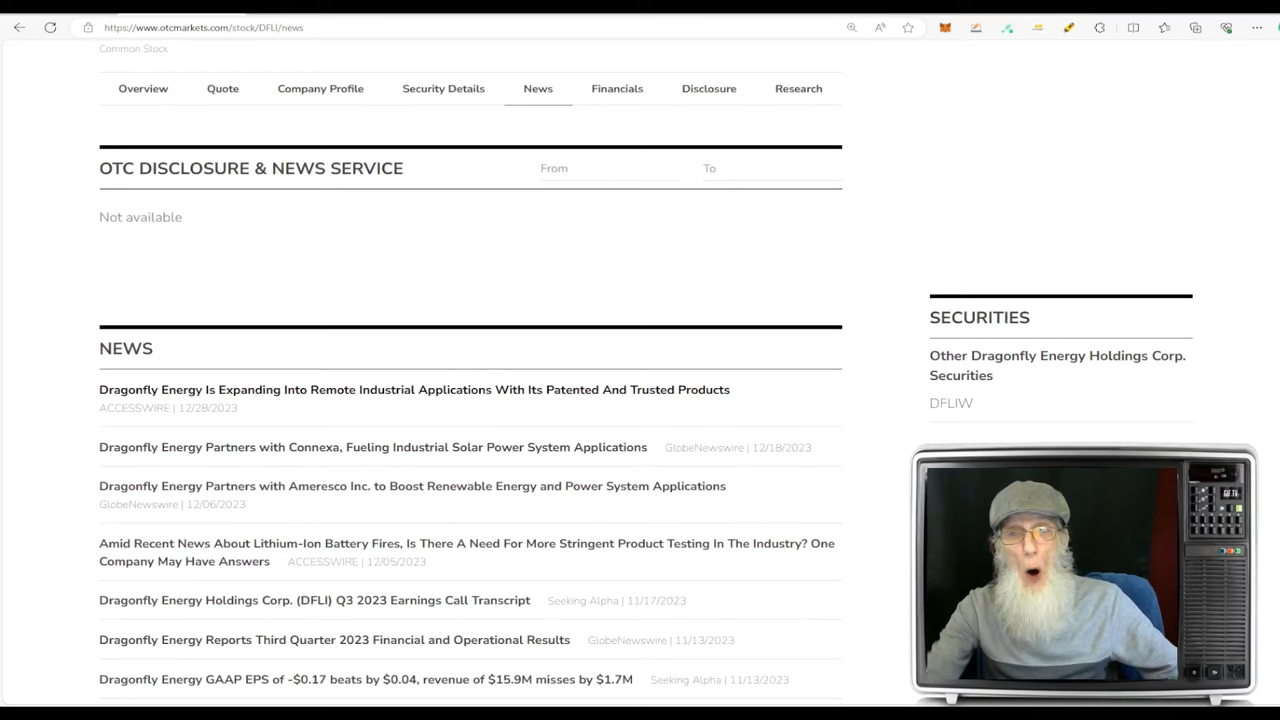 https://www.otcmarkets.com/stock/DFLI/news
Common Stock
Overview Quote Company Profile Security Details News Financials Disclosure Research
OTC DISCLOSURE & NEWS SERVICE From To
Not available
SECURITIES
Other Dragonfly Energy Holdings Corp.
Securities
DFLIW
NEWS
Dragonfly Energy Is Expanding Into Remote Industrial Applications With Its Patented And Trusted Products
ACCESSWIRE | 12/28/2023
Dragonfly Energy Partners with Connexa, Fueling Industrial Solar Power System Applications GlobeNewswire | 12/18/2023
Dragonfly Energy Partners with Ameresco Inc. to Boost Renewable Energy and Power System Applications
GlobeNewswire | 12/06/2023
Amid Recent News About Lithium-Ion Battery Fires, Is There A Need For More Stringent Product Testing In The Industry? One
Company May Have Answers ACCESSWIRE | 12/05/2023
Dragonfly Energy Holdings Corp. (DFLI) Q3 2023 Earnings Call Transcript Seeking Alpha | 11/17/2023
Dragonfly Energy Reports Third Quarter 2023 Financial and Operational Results GlobeNewswire | 11/13/2023
Dragonfly Energy GAAP EPS of -$0.17 beats by $0.04, revenue of $15.9M misses by $1.7M Seeking Alpha | 11/13/2023